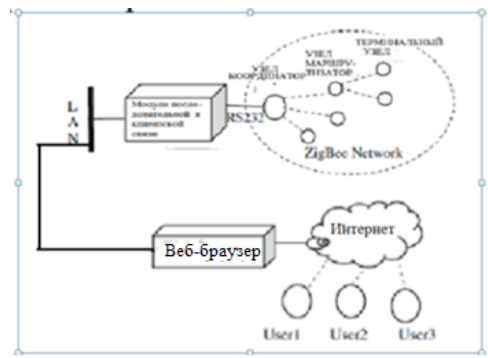 ТЕРМИНАЛЬНЫЙ
УЗЕЛ
УЗЕЛ
МАРШРУ-
ТИЗАТОР
УЗЕЛ
КООРДИНАТОР
L
A
N
Модули после-
довательной и
клиентской
связи
RS232
ZigBee Network
Интернет
Веб-браузер
User1
User2
User3